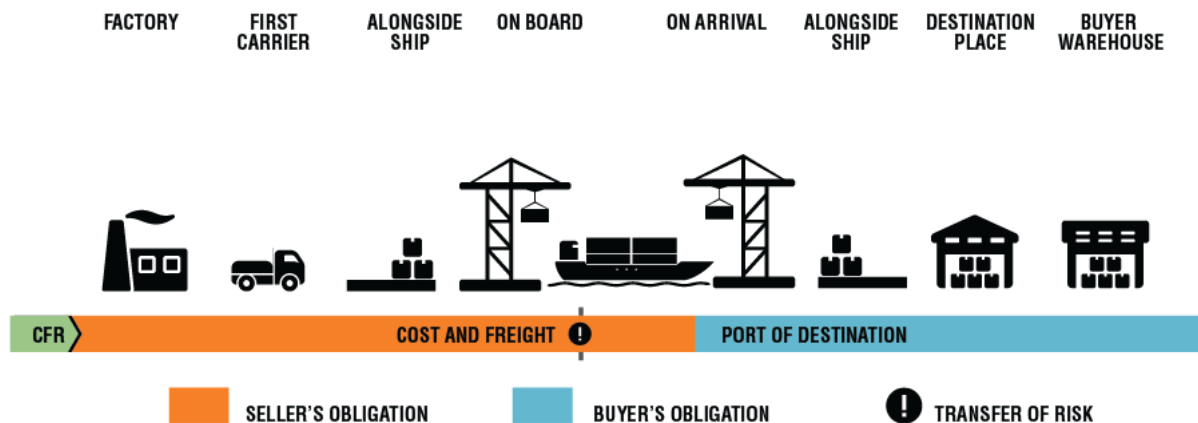 FACTORY
FIRST
CARRIER
ALONGSIDE
SHIP
ON BOARD
ON ARRIVAL
ALONGSIDE
SHIP
DESTINATION
PLACE
BUYER
WAREHOUSE
CFR
COST AND FREIGHT
!
PORT OF DESTINATION
SELLER'S OBLIGATION
BUYER'S OBLIGATION
!
TRANSFER OF RISK